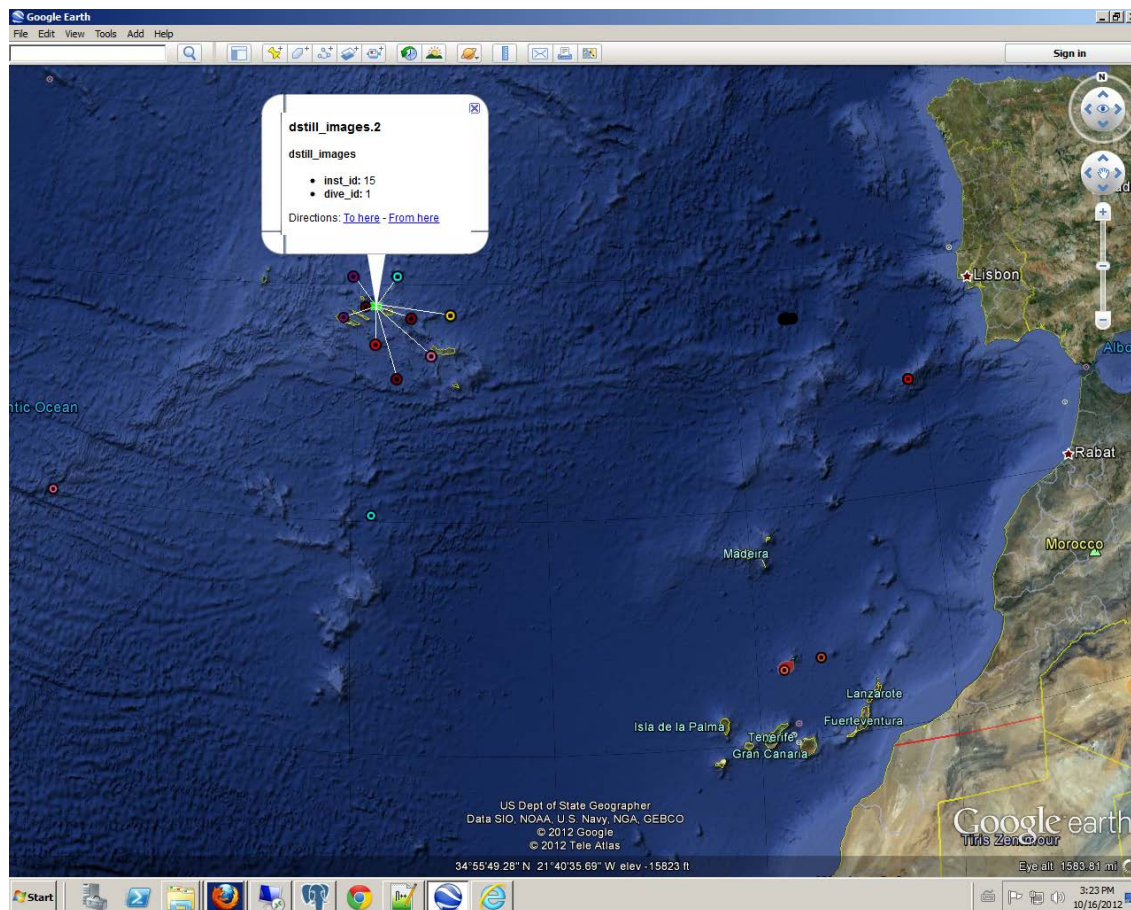 Google Earth
File Edit View Tools Add Help
Sign in
N
dstill_images.2
dstill_images
inst_id: 15
dive_id: 1
Directions: To here - From here
Lisbon
Albo
ntic Ocean
Rabat
Madeira
Morocco
Lanzarote
Isla de la Palma
Fuerteventura
Tenerife
Gran Canaria
US Dept of State Geographer
Data SIO, NOAA, U.S. Navy, NGA, GEBCO
© 2012 Google
© 2012 Tele Atlas
Google earth
34°55'49.28" N 21°40'35.69" W elev -15823 ft
Eye alt 1583.81 mi
Start
3:23 PM
10/16/2012